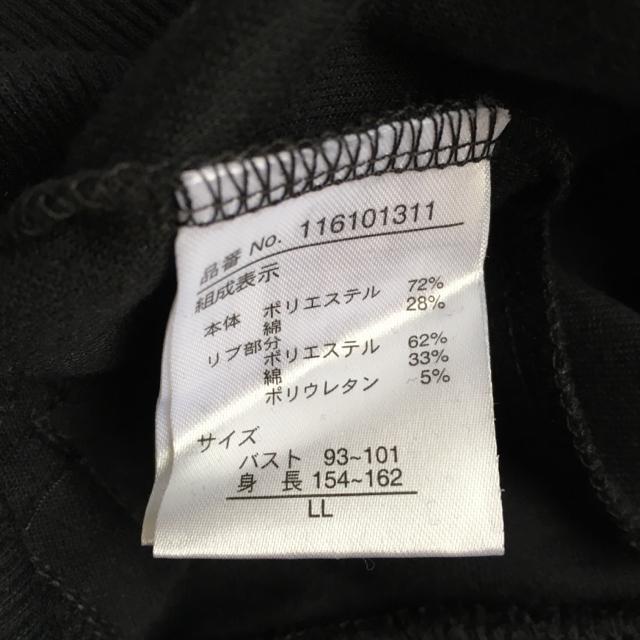 品番 No. 116101311
組成表示
本体 ポリエステル 72%
綿 28%
リブ部分
ポリエステル 62%
綿 33%
ポリウレタン 5%
サイズ
バスト 93~101
身 長 154~162
LL